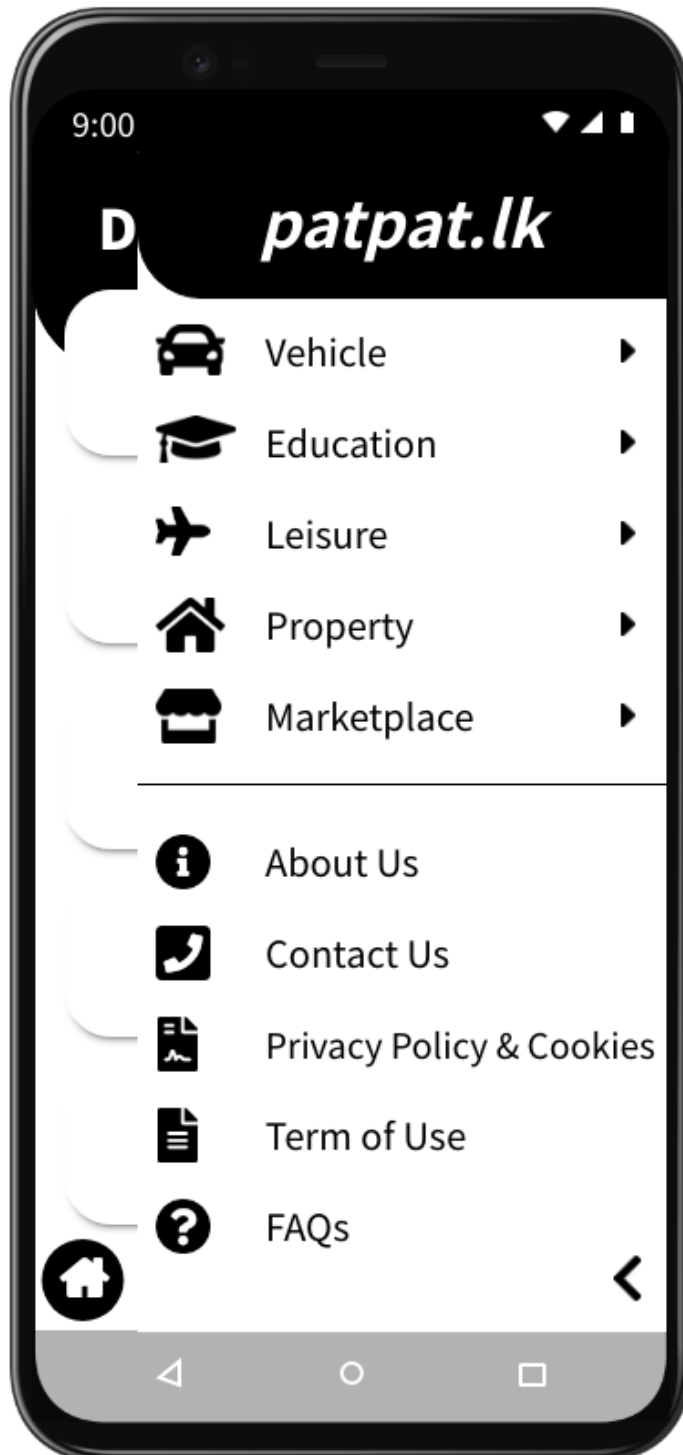 9:00
D
patpat.lk
Vehicle
Education
Leisure
Property
Marketplace
About Us
Contact Us
Privacy Policy & Cookies
Term of Use
FAQs